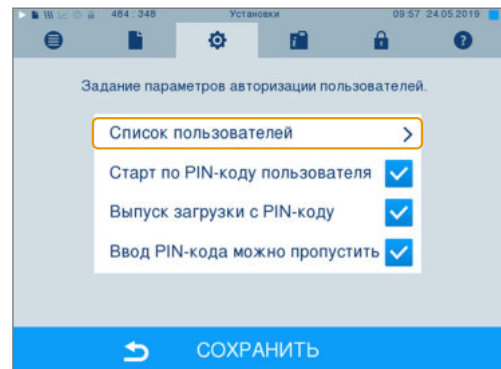 484 : 348 Установки 09:57 24.05.2019
Задание параметров авторизации пользователей.
Список пользователей
Старт по PIN-коду пользователя
Выпуск загрузки с PIN-коду
Ввод PIN-кода можно пропустить
СОХРАНИТЬ